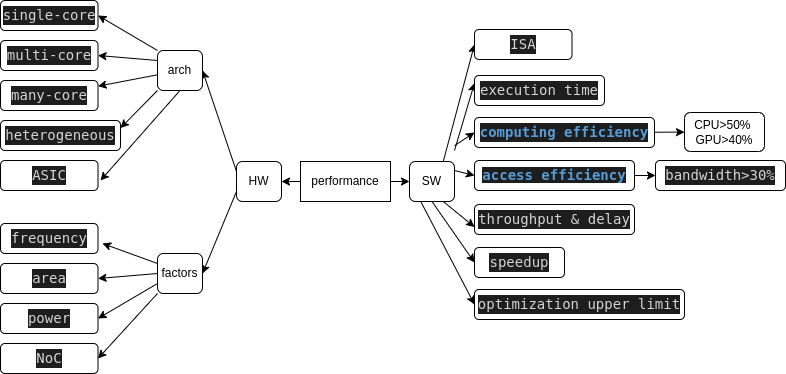 single-core
multi-core
many-core
heterogeneous
ASIC
arch
frequency
area
power
NoC
factors
HW
performance
SW
ISA
execution time
computing efficiency
CPU>50%
GPU>40%
access efficiency
bandwidth>30%
throughput & delay
speedup
optimization upper limit